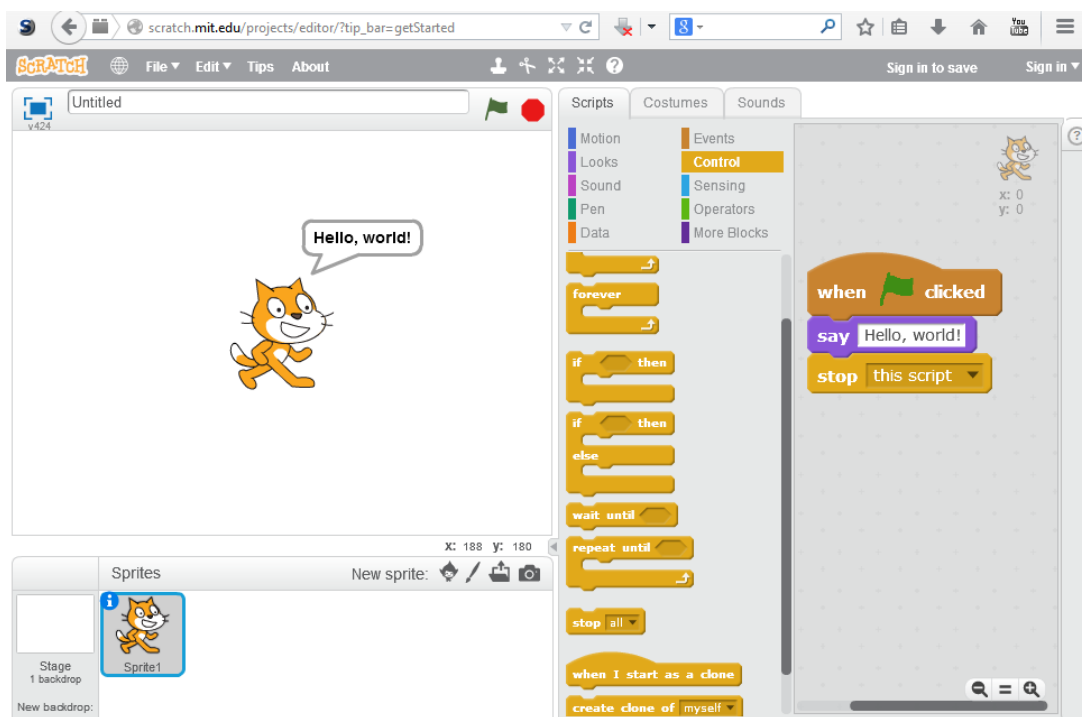 scratch.mit.edu/projects/editor/?tip_bar=getStarted
8
You
Tube
SCRATCH File Edit Tips About Sign in to save Sign in
v424
Untitled
Hello, world!
x: 188 y: 180
Sprites New sprite:
Sprite1
Stage
1 backdrop
New backdrop:
Scripts Costumes Sounds
Motion Events
Looks Control
Sound Sensing
Pen Operators
Data More Blocks
forever
if then
if then
else
wait until
repeat until
stop all
when I start as a clone
create clone of myself
x: 0
y: 0
when clicked
say Hello, world!
stop this script